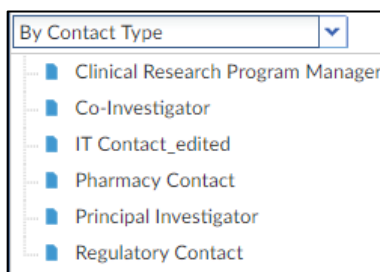 By Contact Type
Clinical Research Program Manager
Co-Investigator
IT Contact_edited
Pharmacy Contact
Principal Investigator
Regulatory Contact